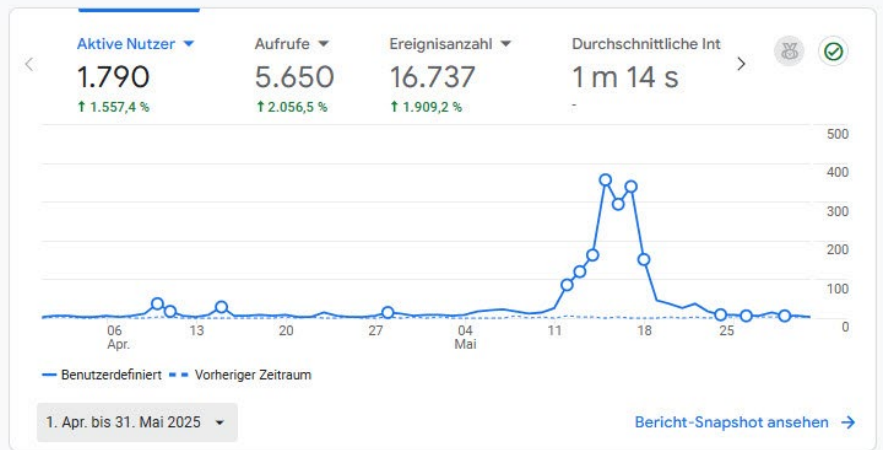 Aktive Nutzer
Aufrufe
Ereignisanzahl
Durchschnittliche Int
1.790
5.650
16.737
1 m 14 s
↑ 1.557,4 %
↑ 2.056,5 %
↑ 1.909,2 %
-
500
400
300
200
100
0
06
Apr.
13
20
27
04
Mai
11
18
25
Benutzerdefiniert
Vorheriger Zeitraum
1. Apr. bis 31. Mai 2025
Bericht-Snapshot ansehen →